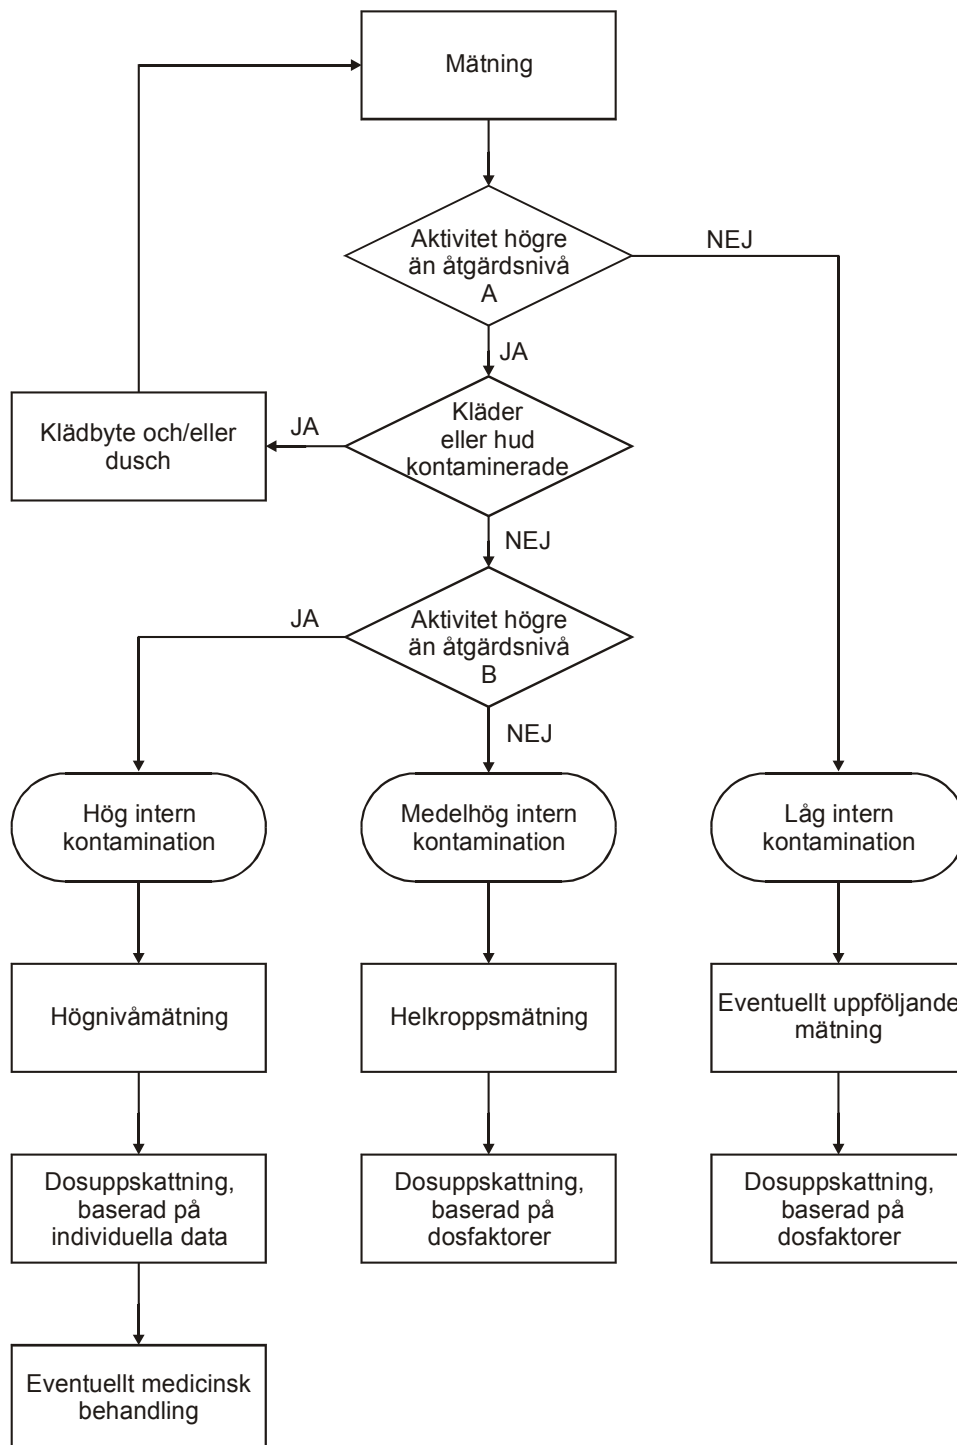 Mätning
Aktivitet högre
än åtgärdsnivå
A
NEJ
JA
Kläder
eller hud
kontaminerade
JA
Klädbyte och/eller
dusch
NEJ
Aktivitet högre
än åtgärdsnivå
B
JA
NEJ
Hög intern
kontamination
Medelhög intern
kontamination
Låg intern
kontamination
Högnivåmätning
Helkroppsmätning
Eventuellt uppföljande
mätning
Dosuppskattning,
baserad på
individuella data
Dosuppskattning,
baserad på
dosfaktorer
Dosuppskattning,
baserad på
dosfaktorer
Eventuellt medicinsk
behandling